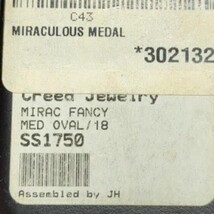 C43
MIRACULOUS MEDAL
*302132
Creed Jewelry
MIRAC FANCY
MED OVAL/18
SS1750
Assembled by JH